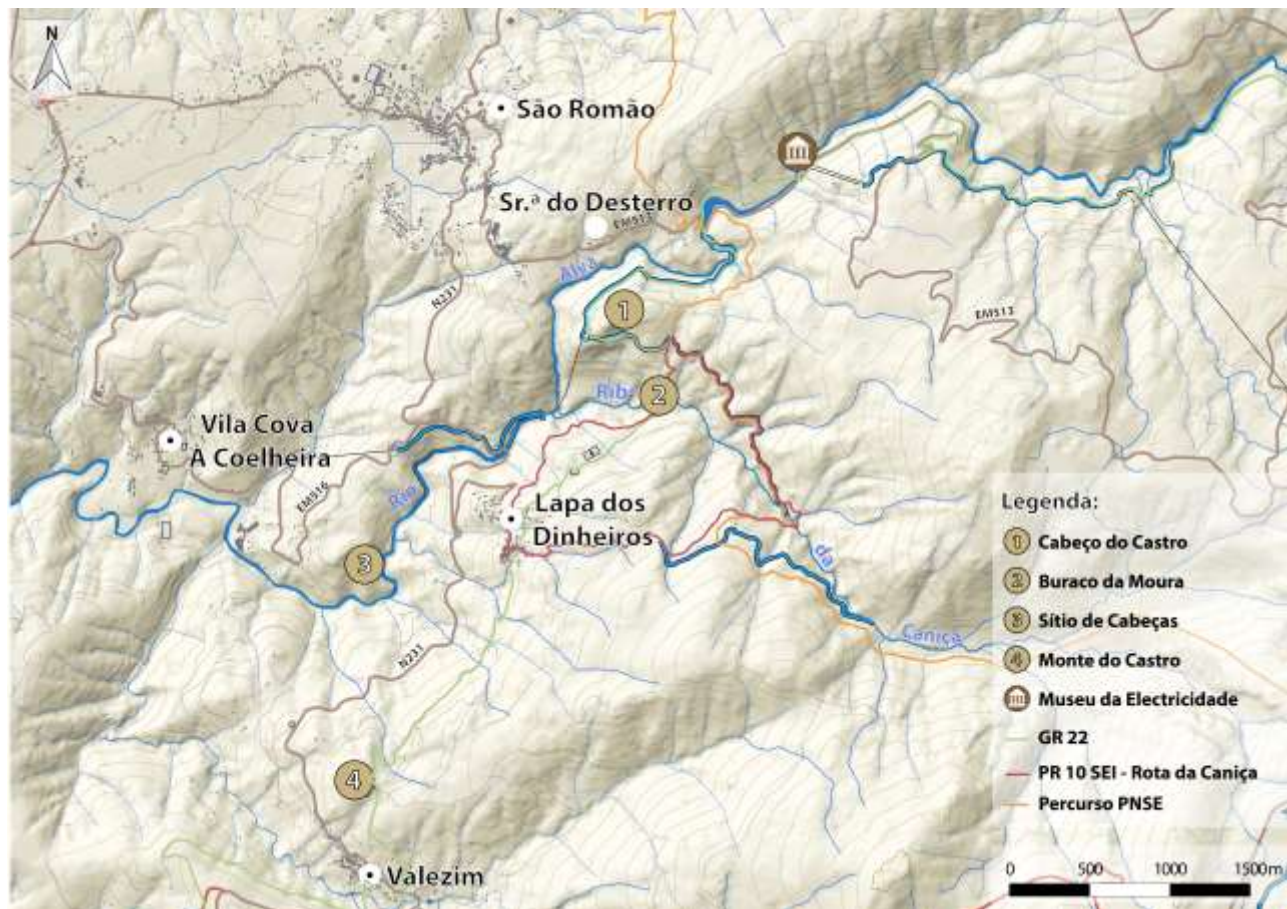 N
São Romão
Sr.ª do Desterro
EM513
Alva
N231
1
Rib.
2
Vila Cova
À Coelheira
EM516
Rio
Lapa dos
Dinheiros
EM513
3
da
Caniça
N231
4
Valezim
Legenda:
1 Cabeço do Castro
2 Buraco da Moura
3 Sítio de Cabeças
4 Monte do Castro
Museu da Electricidade
GR 22
PR 10 SEI - Rota da Caniça
Percurso PNSE
0 500 1000 1500m